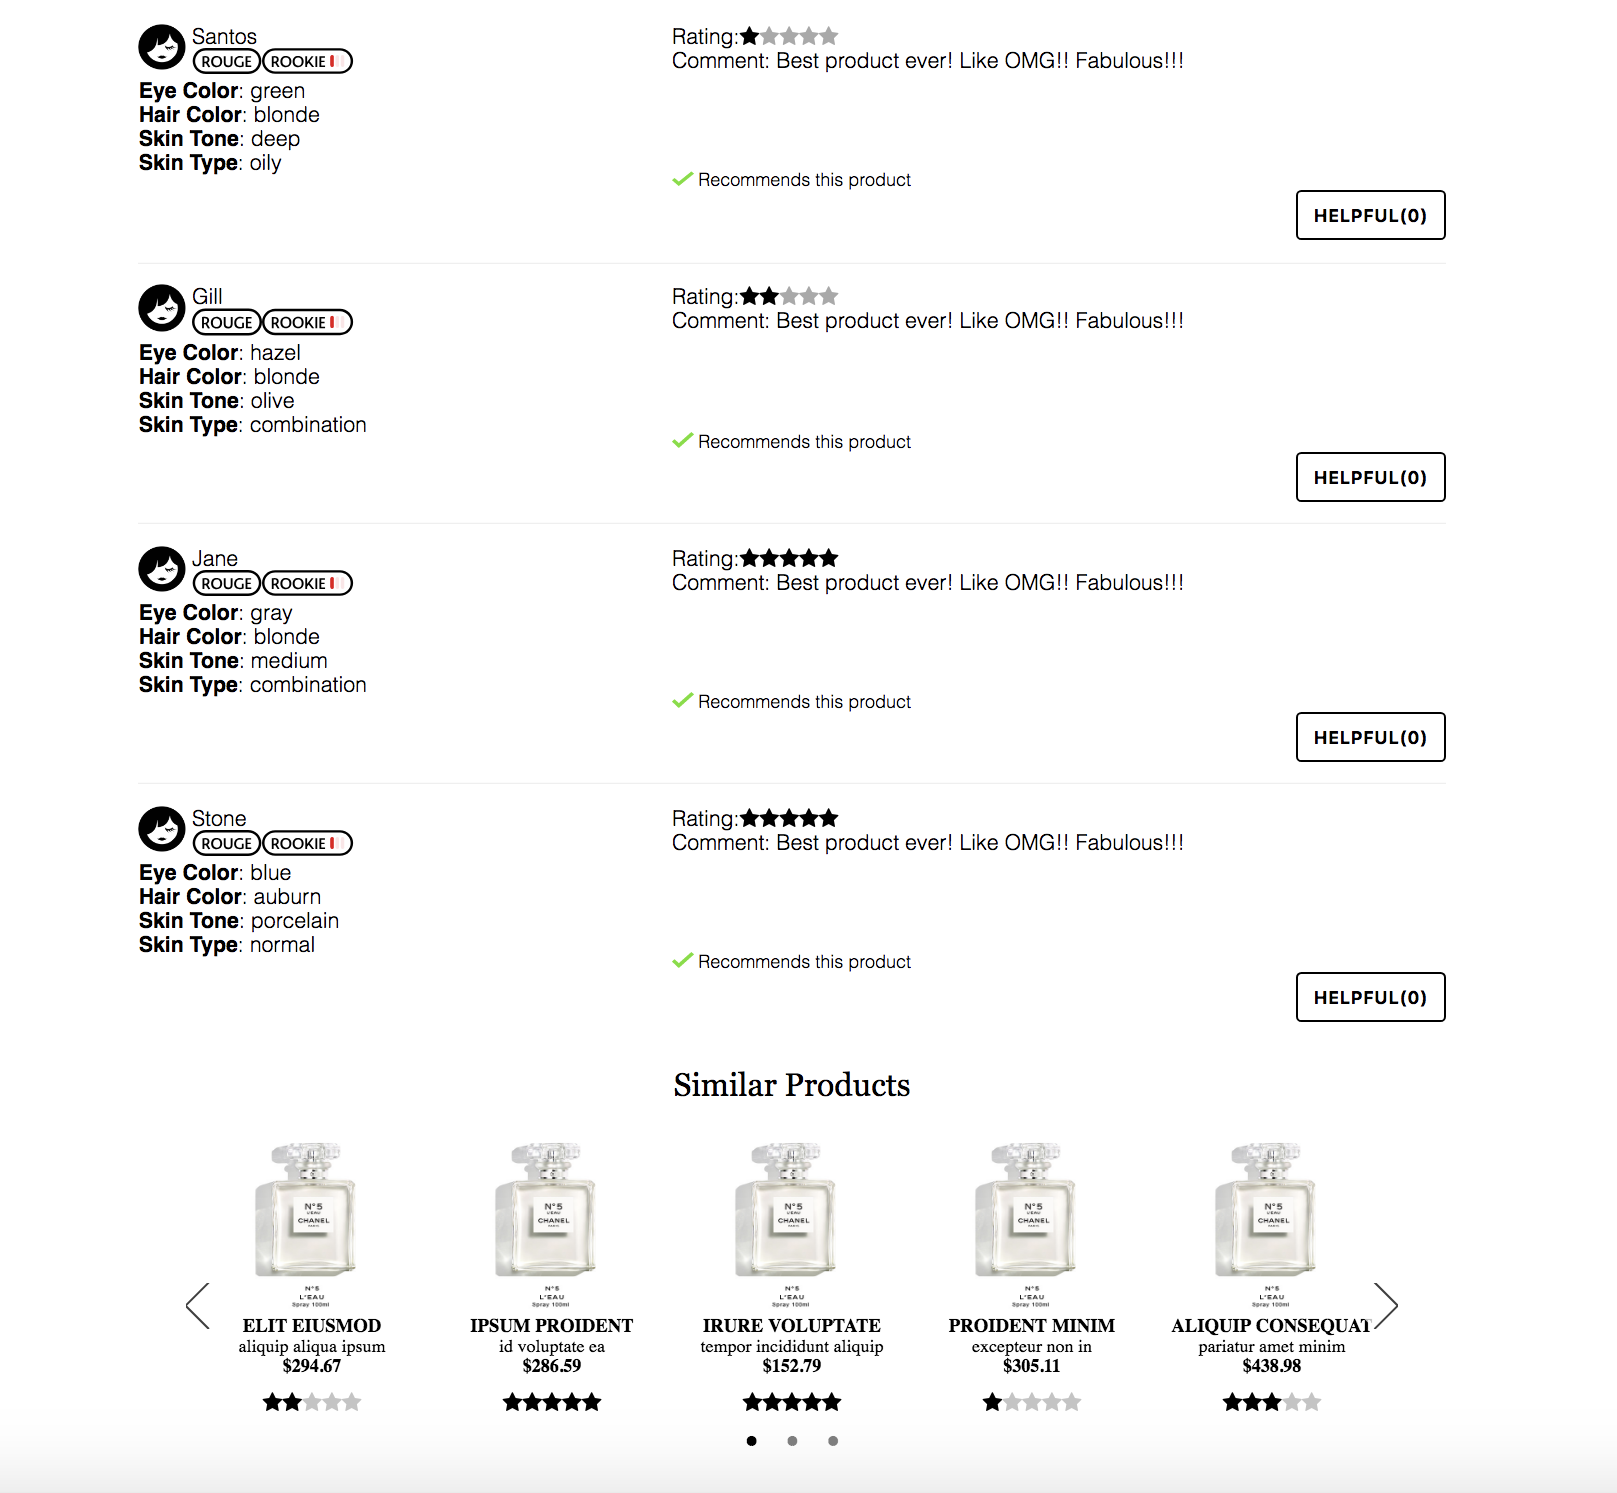 Santos
ROUGE ROOKIE
Eye Color: green
Hair Color: blonde
Skin Tone: deep
Skin Type: oily
Rating:
Comment: Best product ever! Like OMG!! Fabulous!!!
Recommends this product
HELPFUL(0)
Gill
ROUGE ROOKIE
Eye Color: hazel
Hair Color: blonde
Skin Tone: olive
Skin Type: combination
Rating:
Comment: Best product ever! Like OMG!! Fabulous!!!
Recommends this product
HELPFUL(0)
Jane
ROUGE ROOKIE
Eye Color: gray
Hair Color: blonde
Skin Tone: medium
Skin Type: combination
Rating:
Comment: Best product ever! Like OMG!! Fabulous!!!
Recommends this product
HELPFUL(0)
Stone
ROUGE ROOKIE
Eye Color: blue
Hair Color: auburn
Skin Tone: porcelain
Skin Type: normal
Rating:
Comment: Best product ever! Like OMG!! Fabulous!!!
Recommends this product
HELPFUL(0)
Similar Products
N°5
L'EAU
CHANEL
PARIS
N°5
L'EAU
Spray 100ml
ELIT EIUSMOD
aliquip aliqua ipsum
$294.67
N°5
L'EAU
CHANEL
PARIS
N°5
L'EAU
Spray 100ml
IPSUM PROIDENT
id voluptate ea
$286.59
N°5
L'EAU
CHANEL
PARIS
N°5
L'EAU
Spray 100ml
IRURE VOLUPTATE
tempor incididunt aliquip
$152.79
N°5
L'EAU
CHANEL
PARIS
N°5
L'EAU
Spray 100ml
PROIDENT MINIM
excepteur non in
$305.11
N°5
L'EAU
CHANEL
PARIS
N°5
L'EAU
Spray 100ml
ALIQUIP CONSEQUAT
pariatur amet minim
$438.98